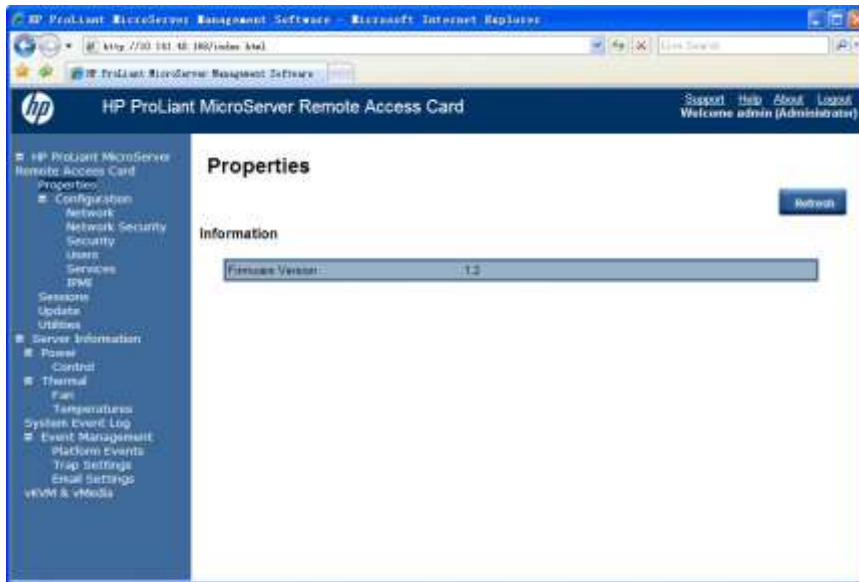 HP ProLiant MicroServer Management Software - Microsoft Internet Explorer
Live Search
HP ProLiant MicroServer Management Software
hp
HP ProLiant MicroServer Remote Access Card
Support Help About Logout
Welcome admin (Administrator)
HP ProLiant MicroServer
Remote Access Card
Properties
Configuration
Network
Network Security
Security
Users
Services
IPMI
Sessions
Update
Utilities
Server Information
Power
Control
Thermal
Fan
Temperatures
System Event Log
Event Management
Platform Events
Trap Settings
Email Settings
vKVM & vMedia
Properties
Refresh
Information
Firmware Version 1.2